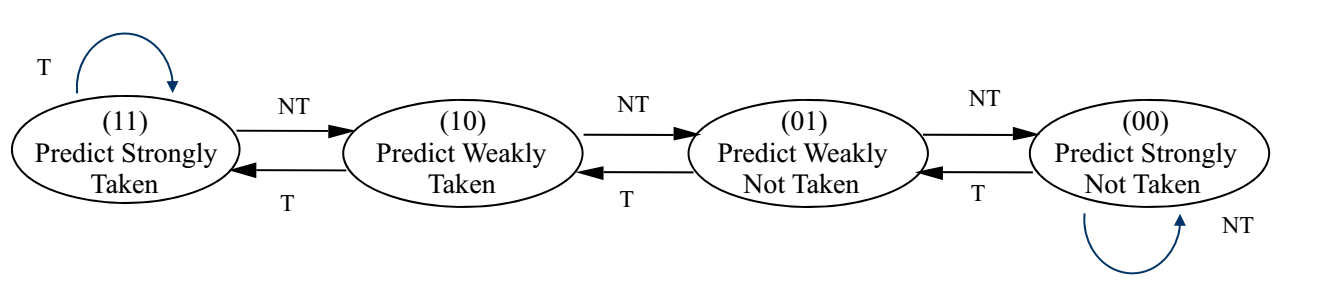 T
(11)
Predict Strongly
Taken
NT
T
(10)
Predict Weakly
Taken
NT
T
(01)
Predict Weakly
Not Taken
NT
T
(00)
Predict Strongly
Not Taken
NT